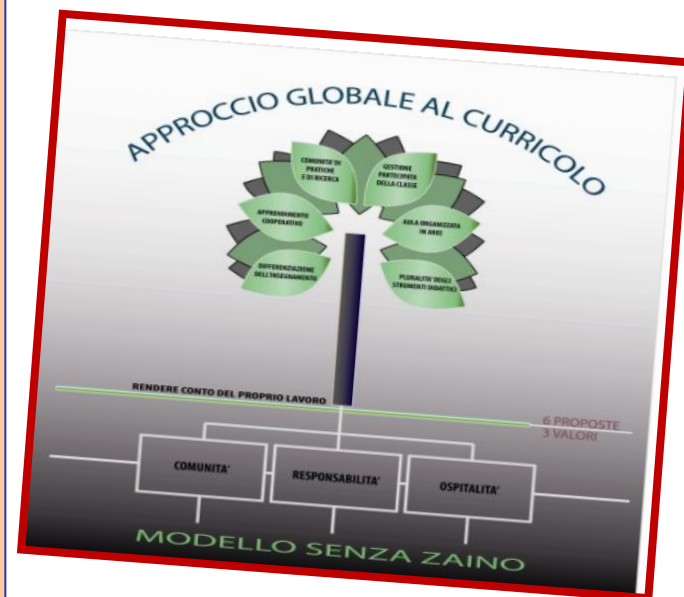 APPROCCIO GLOBALE AL CURRICOLO
COMUNITA' DI
PRATICHE
E DI RICERCA
GESTIONE
PARTECIPATA
DELLA CLASSE
APPRENDIMENTO
COOPERATIVO
AULA ORGANIZZATA
IN AREE
DIFFERENZIAZIONE
DELL'INSEGNAMENTO
PLURALITA' DEGLI
STRUMENTI DIDATTICI
RENDERE CONTO DEL PROPRIO LAVORO
6 PROPOSTE
3 VALORI
COMUNITA'
RESPONSABILITA'
OSPITALITA'
MODELLO SENZA ZAINO